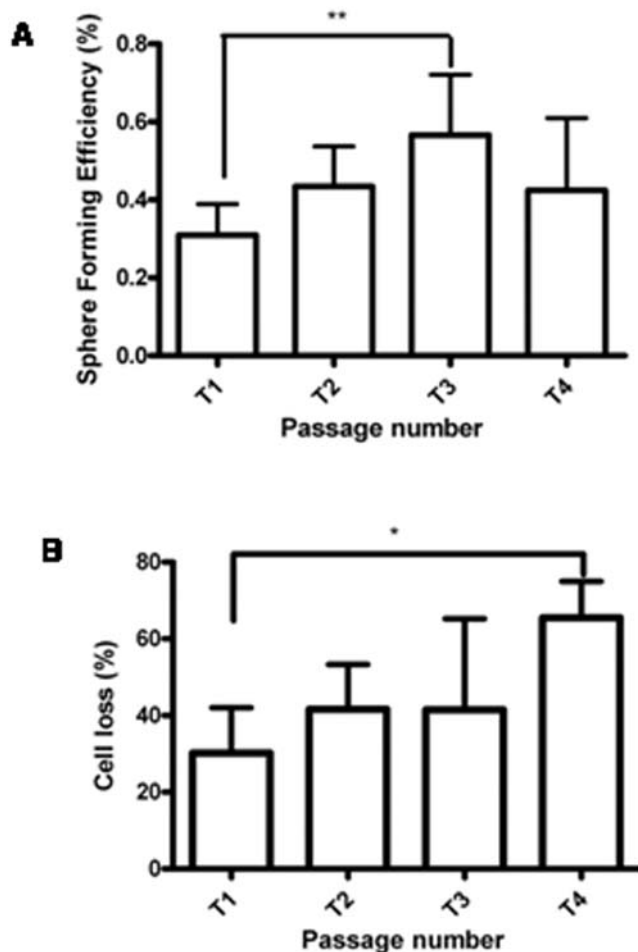 A
**
Sphere Forming Efficiency (%)
0.8
0.6
0.4
0.2
0.0
T1 T2 T3 T4
Passage number
B
*
Cell loss (%)
80
60
40
20
0
T1 T2 T3 T4
Passage number